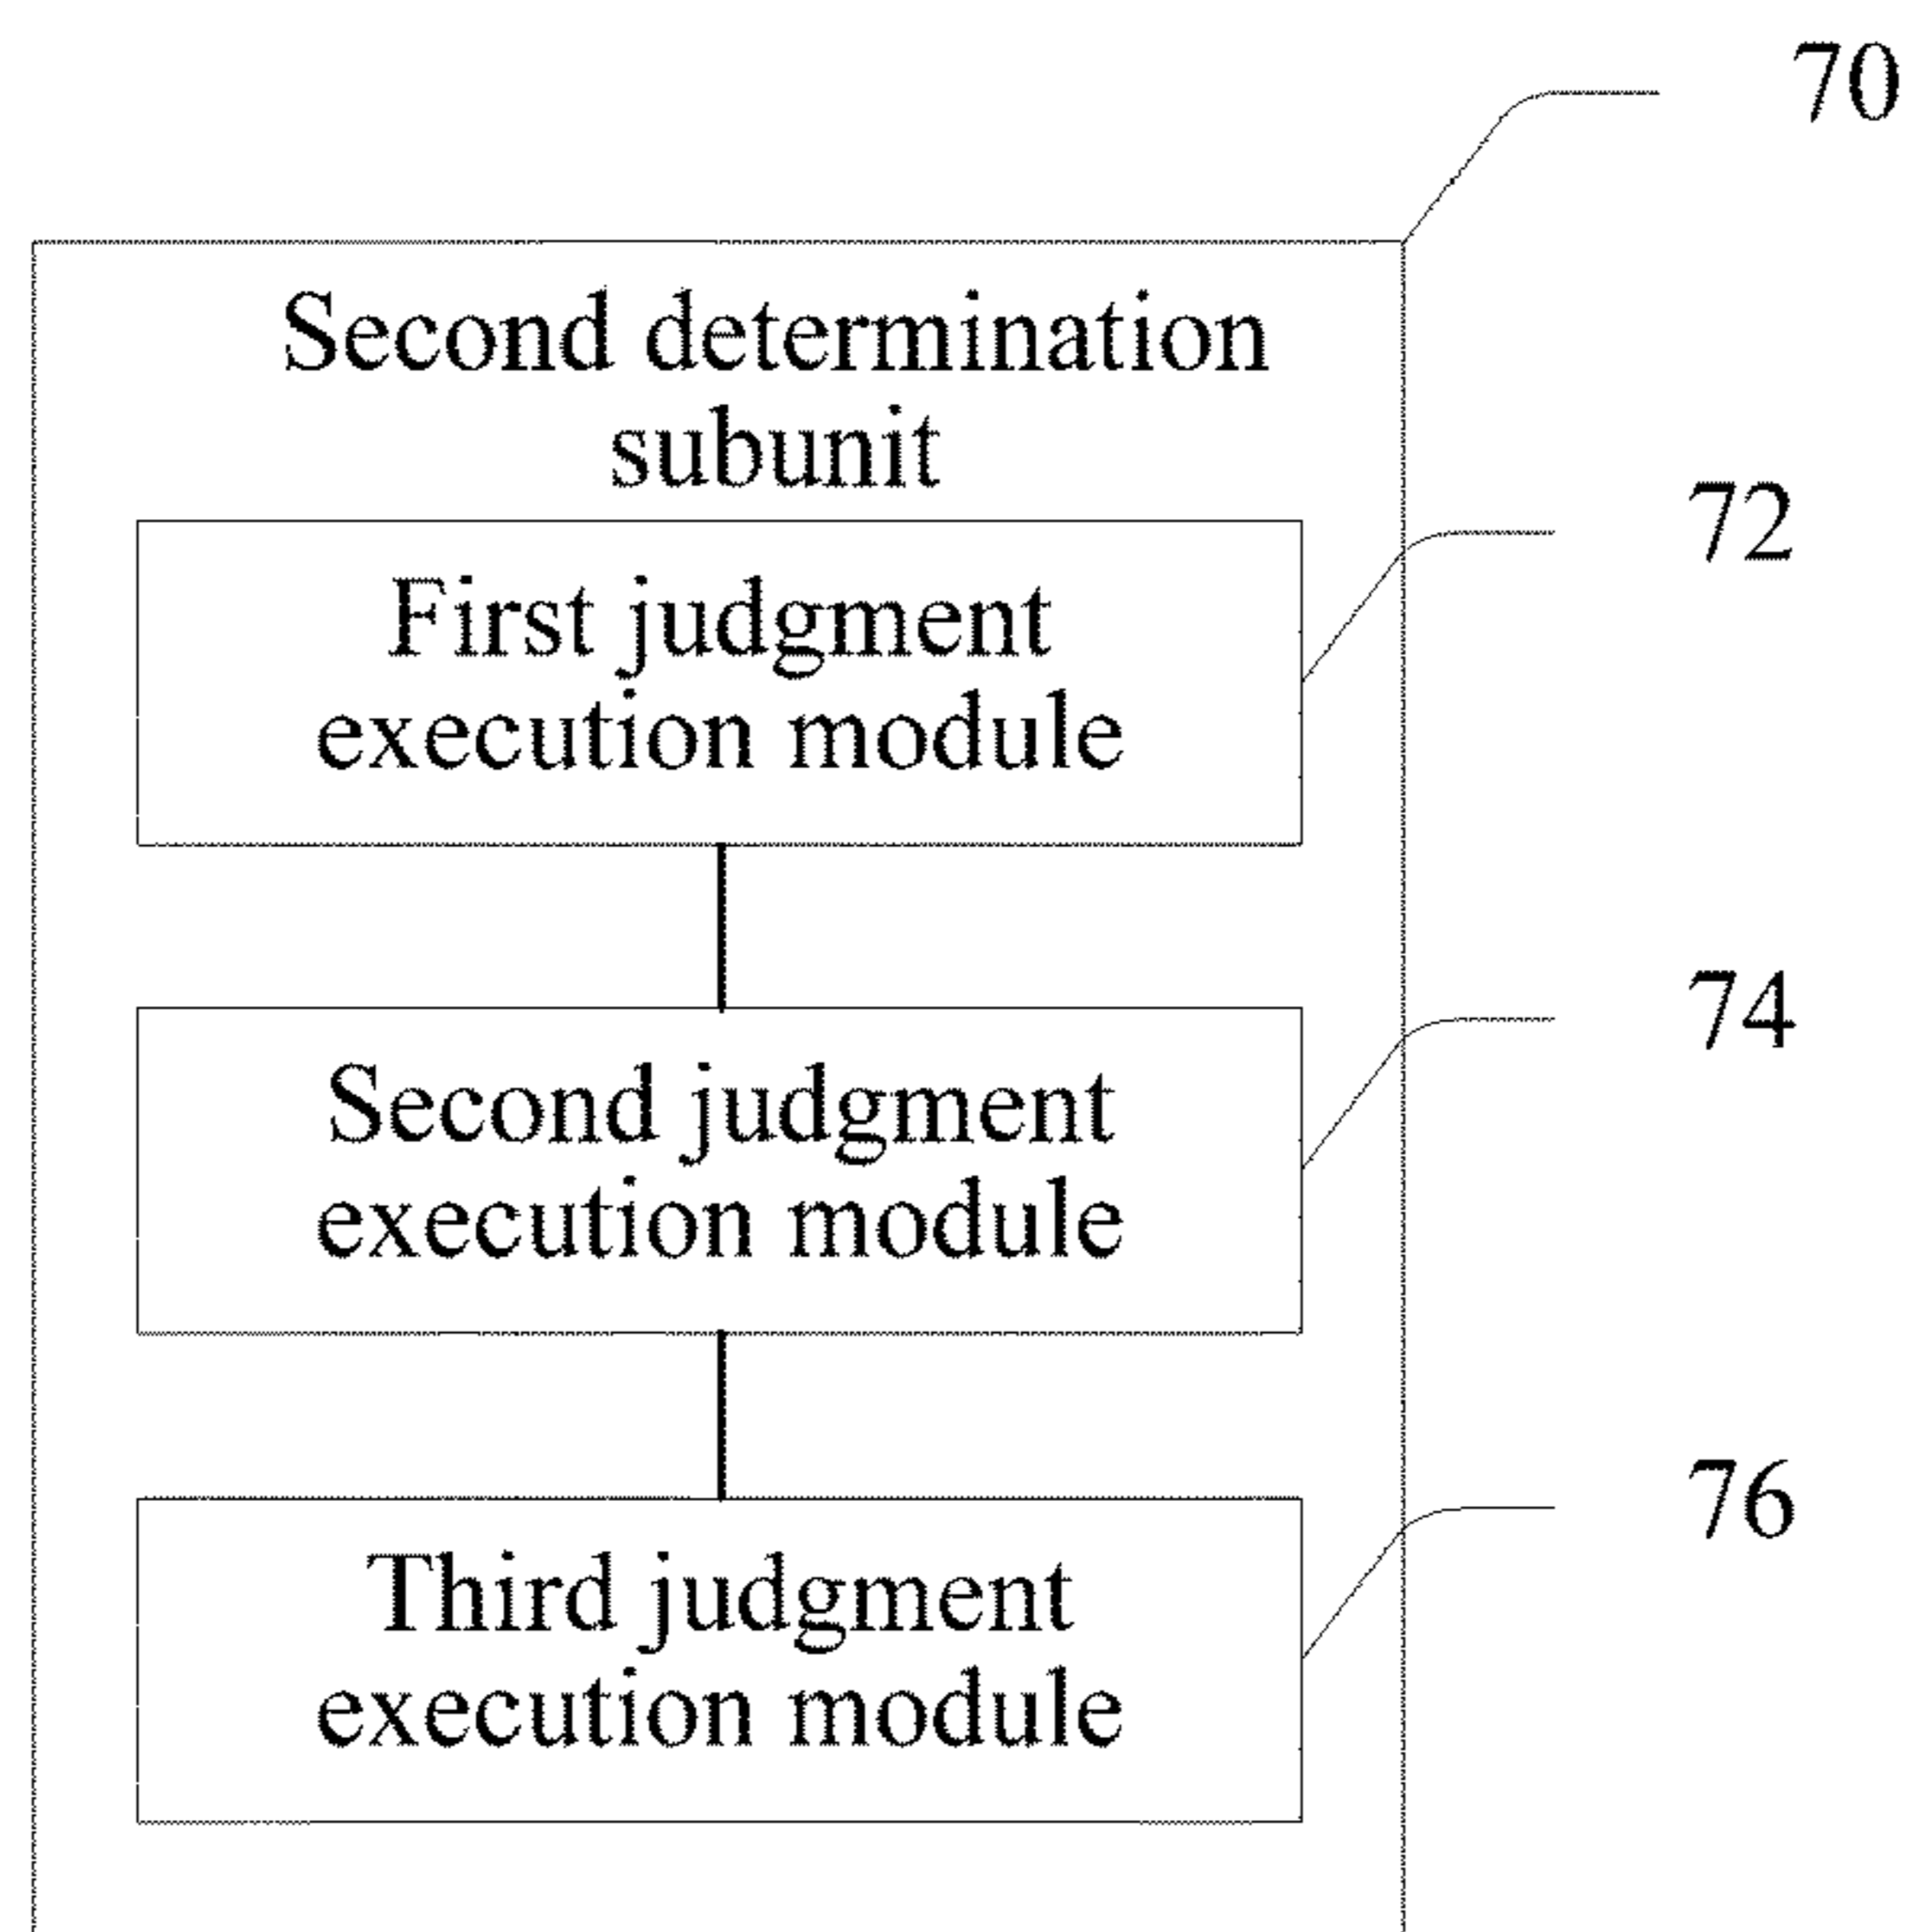 70
Second determination
subunit
72
First judgment
execution module
74
Second judgment
execution module
76
Third judgment
execution module